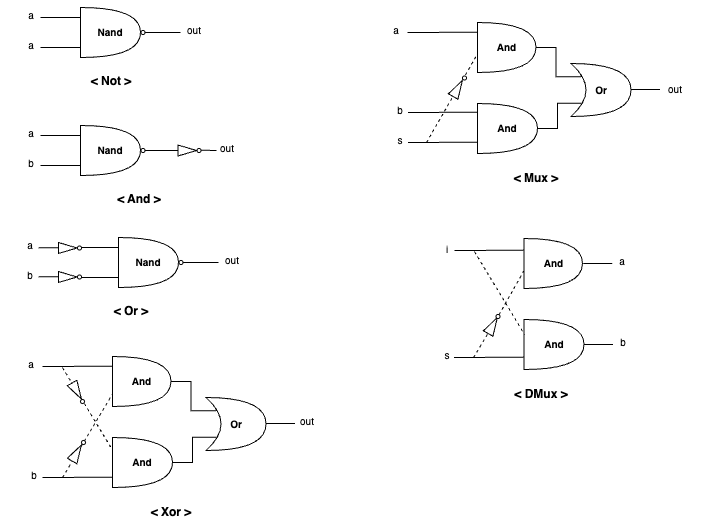 a
Nand
out
a
< Not >
a
Nand
out
b
< And >
a
Nand
out
b
< Or >
a
And
Or
out
And
b
< Xor >
a
And
Or
out
b
And
s
< Mux >
i
And
a
And
b
s
< DMux >